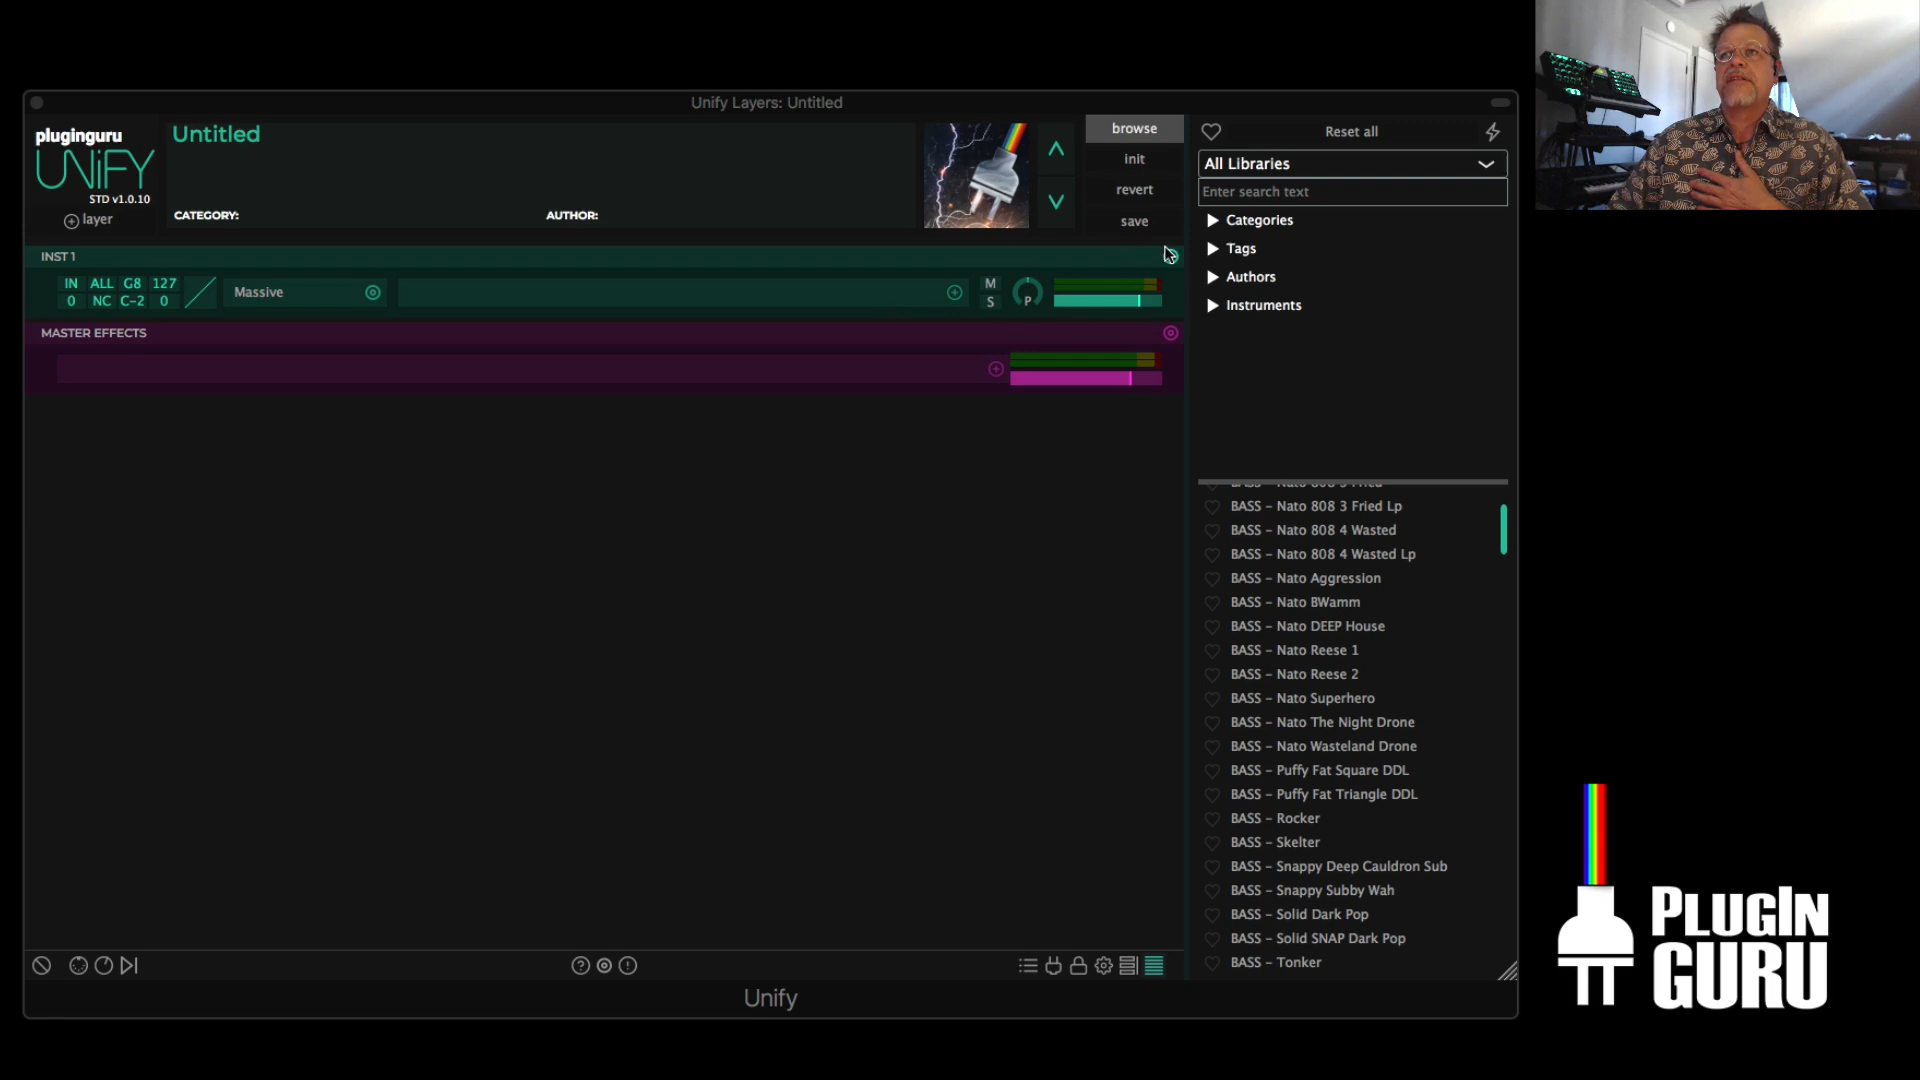 Unify Layers: Untitled
pluginguru
UNiFY
STD v1.0.10
layer
Untitled
CATEGORY:
AUTHOR:
browse
init
revert
save
INST 1
IN ALL G8 127
0 NC C-2 0
Massive
M
S
P
MASTER EFFECTS
Reset all
All Libraries
Enter search text
Categories
Tags
Authors
Instruments
BASS – Nato 808 3 Fried
BASS – Nato 808 3 Fried Lp
BASS – Nato 808 4 Wasted
BASS – Nato 808 4 Wasted Lp
BASS – Nato Aggression
BASS – Nato BWamm
BASS – Nato DEEP House
BASS – Nato Reese 1
BASS – Nato Reese 2
BASS – Nato Superhero
BASS – Nato The Night Drone
BASS – Nato Wasteland Drone
BASS – Puffy Fat Square DDL
BASS – Puffy Fat Triangle DDL
BASS – Rocker
BASS – Skelter
BASS – Snappy Deep Cauldron Sub
BASS – Snappy Subby Wah
BASS – Solid Dark Pop
BASS – Solid SNAP Dark Pop
BASS – Tonker
Unify
PLUGIN
GURU